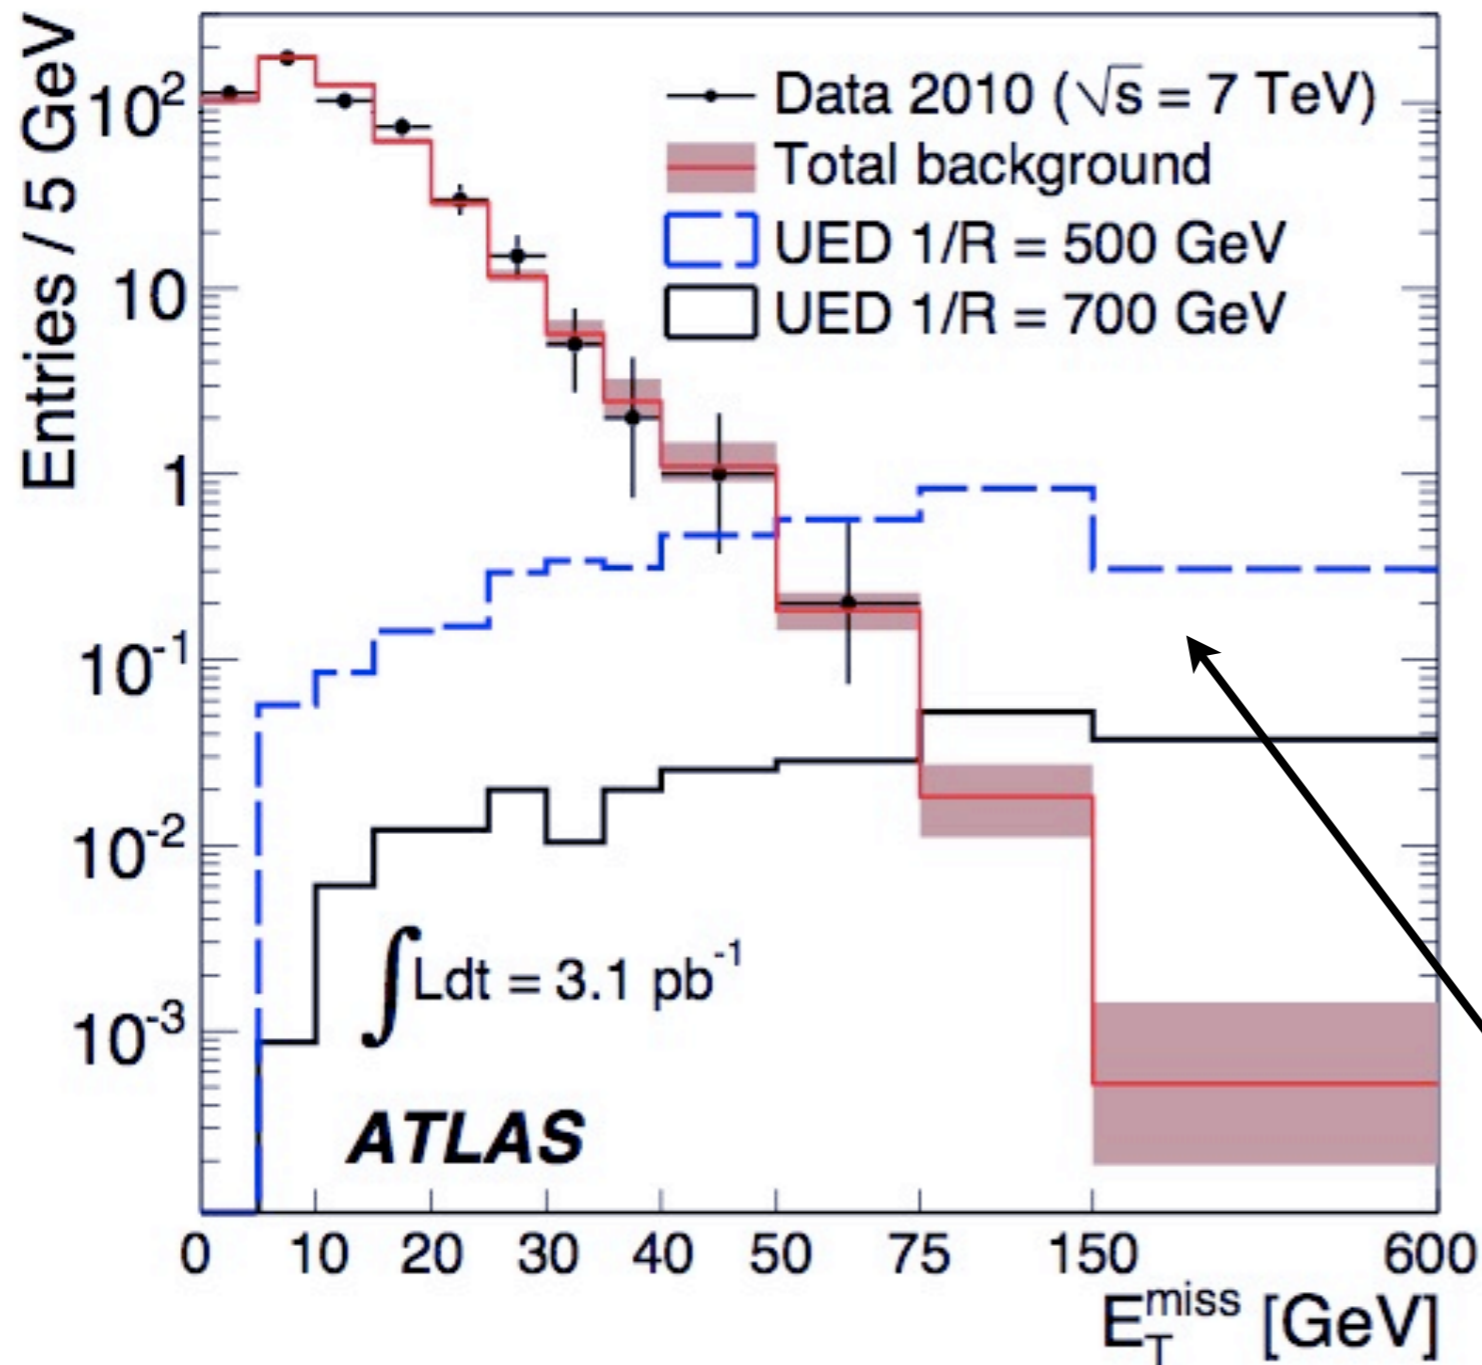 Entries / 5 GeV
10²
10
1
10⁻¹
10⁻²
10⁻³
Data 2010 (√s = 7 TeV)
Total background
UED 1/R = 500 GeV
UED 1/R = 700 GeV
∫Ldt = 3.1 pb⁻¹
ATLAS
0 10 20 30 40 50 75 150 600
E_T^miss [GeV]